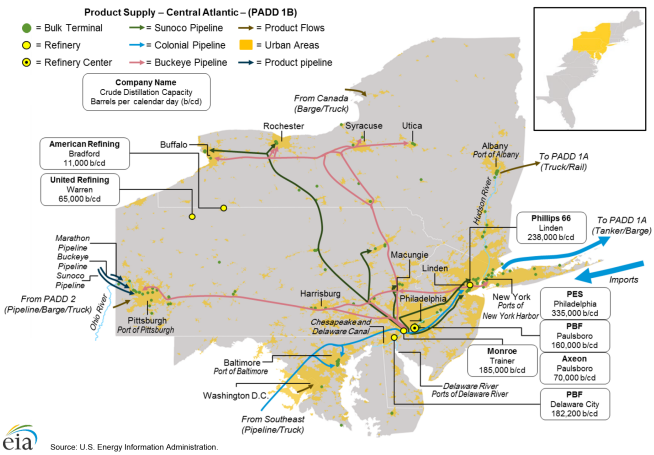 Product Supply – Central Atlantic – (PADD 1B)
= Bulk Terminal
= Sunoco Pipeline
= Product Flows
= Refinery
= Colonial Pipeline
= Urban Areas
= Refinery Center
= Buckeye Pipeline
= Product pipeline
Company Name
Crude Distillation Capacity
Barrels per calendar day (b/cd)
From Canada
(Barge/Truck)
Rochester
Syracuse
Utica
Buffalo
Albany
Port of Albany
To PADD 1A
(Truck/Rail)
American Refining
Bradford
11,000 b/cd
United Refining
Warren
65,000 b/cd
Hudson River
Phillips 66
Linden
238,000 b/cd
To PADD 1A
(Tanker/Barge)
Marathon
Pipeline
Buckeye
Pipeline
Sunoco
Pipeline
From PADD 2
(Pipeline/Barge/Truck)
Ohio River
Pittsburgh
Port of Pittsburgh
Harrisburg
Macungie
Linden
Philadelphia
New York
Ports of
New York Harbor
Imports
PES
Philadelphia
335,000 b/cd
PBF
Paulsboro
160,000 b/cd
Axeon
Paulsboro
70,000 b/cd
PBF
Delaware City
182,200 b/cd
Monroe
Trainer
185,000 b/cd
Chesapeake and
Delaware Canal
Baltimore
Port of Baltimore
Washington D.C.
Delaware River
Ports of Delaware River
From Southeast
(Pipeline/Truck)
eia
Source: U.S. Energy Information Administration.